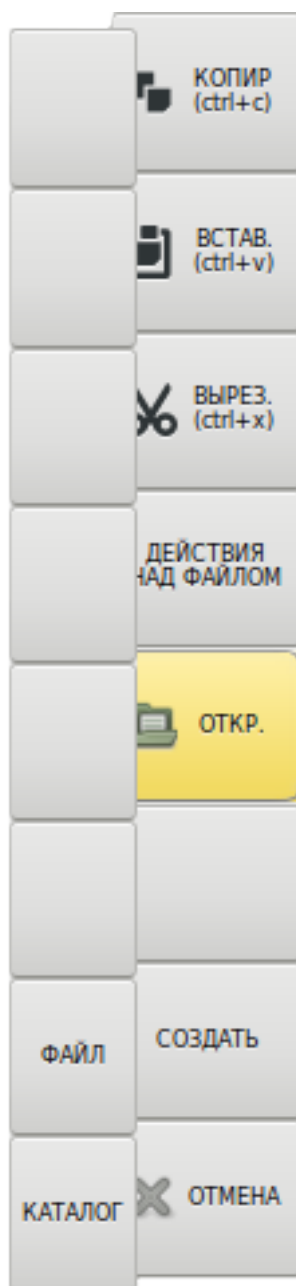 КОПИР
(ctrl+c)
ВСТАВ.
(ctrl+v)
ВЫРЕЗ.
(ctrl+x)
ДЕЙСТВИЯ
НАД ФАЙЛОМ
ОТКР.
СОЗДАТЬ
ФАЙЛ
ОТМЕНА
КАТАЛОГ